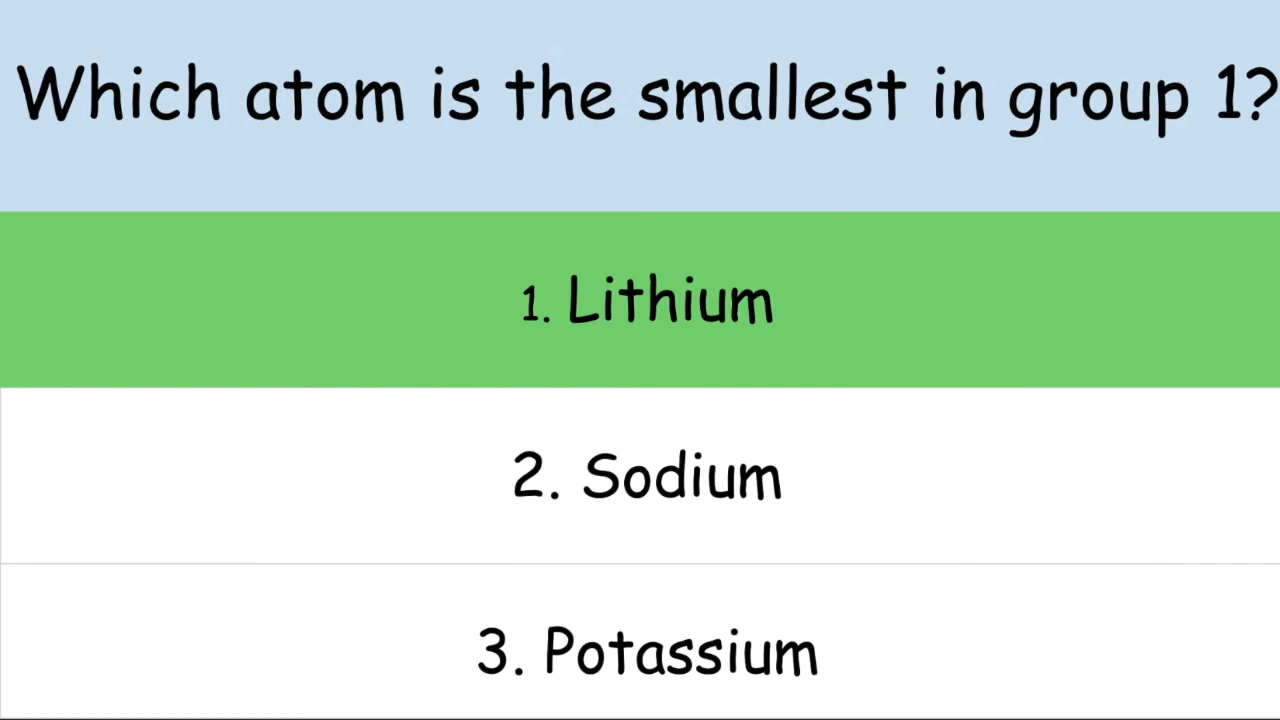 Which atom is the smallest in group 1?
1. Lithium
2. Sodium
3. Potassium